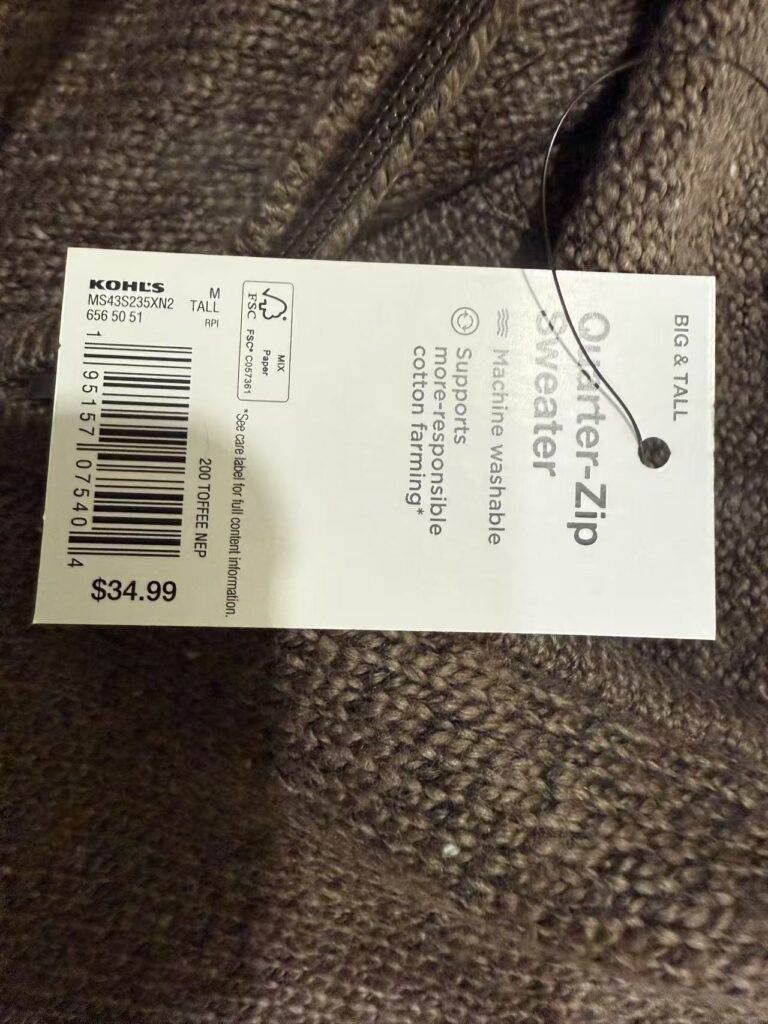 BIG & TALL
Quarter-Zip
Sweater
Machine washable
Supports
more-responsible
cotton farming*
FSC
MIX
Paper
FSC® C057361
*See care label for full content information.
KOHL'S
MS43S235XN2
656 50 51
M
TALL
RPI
200 TOFFEE NEP
1 95157 07540 4
$34.99